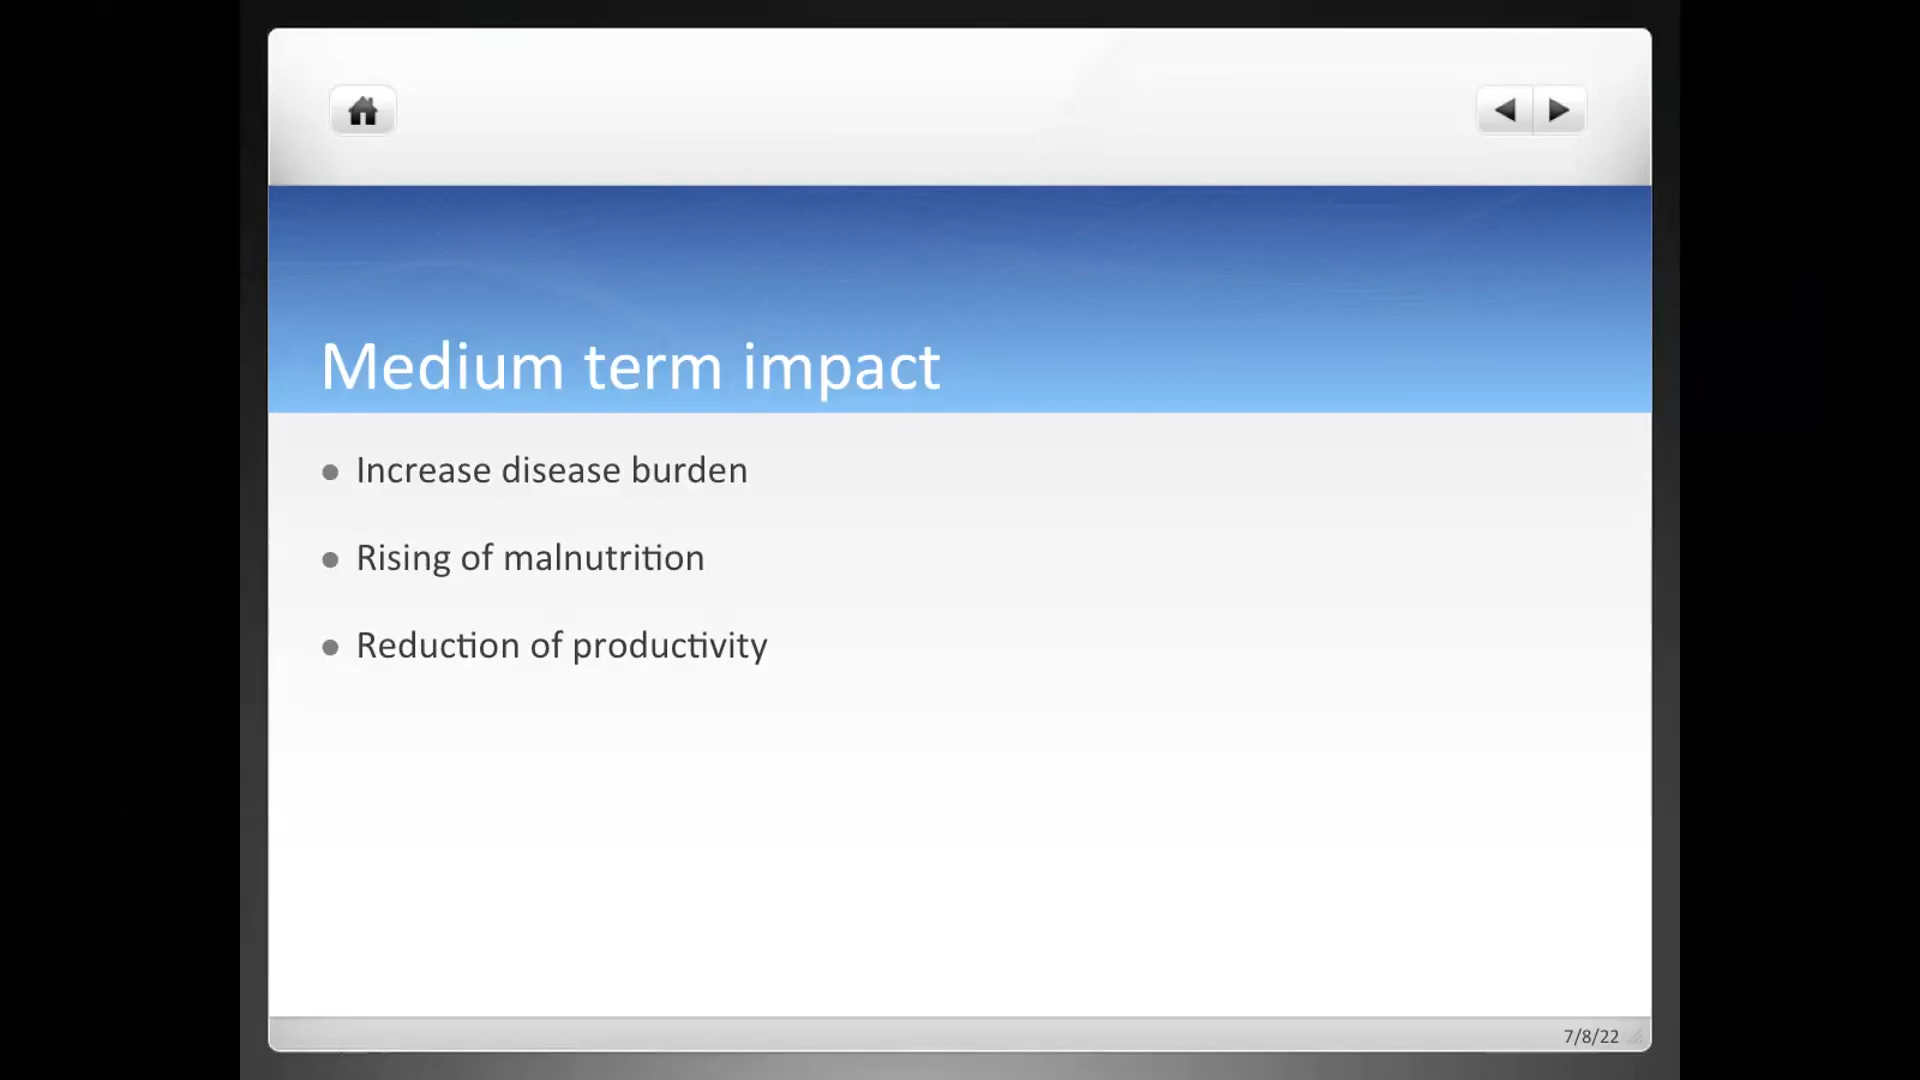 Medium term impact
Increase disease burden
Rising of malnutrition
Reduction of productivity
7/8/22